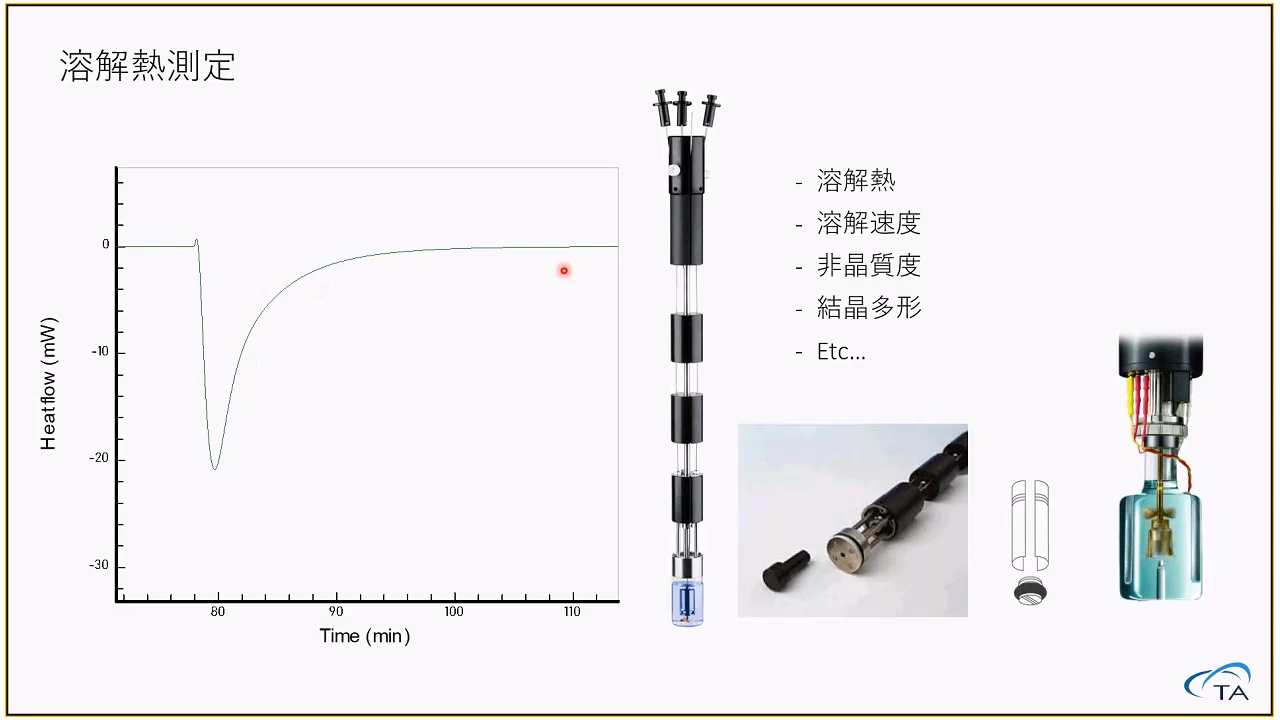 溶解熱測定
0
-10
-20
-30
80 90 100 110
Heatflow (mW)
Time (min)
- 溶解熱
- 溶解速度
- 非晶質度
- 結晶多形
- Etc...
TA